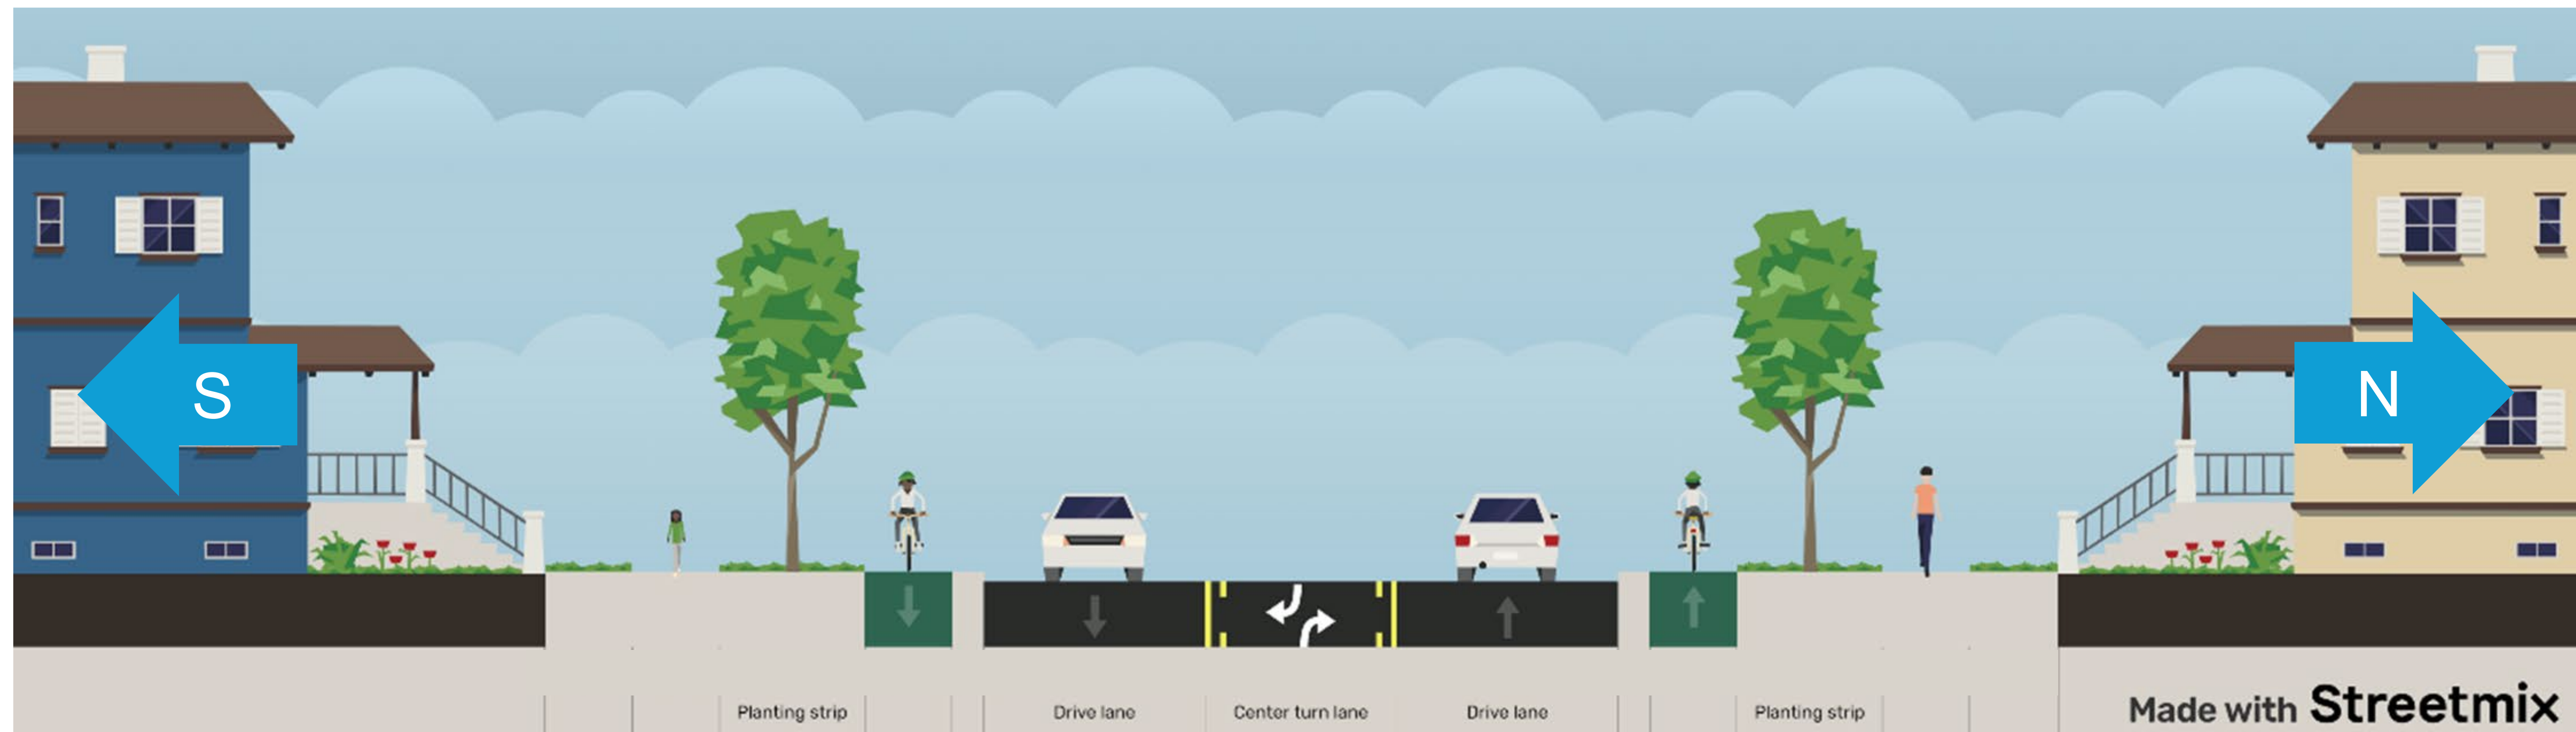 S
N
Planting strip
Drive lane
Center turn lane
Drive lane
Planting strip
Made with Streetmix